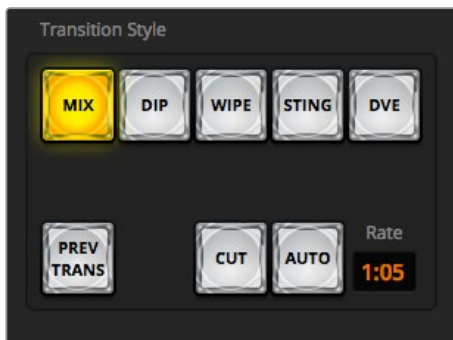 Transition Style
MIX
DIP
WIPE
STING
DVE
PREV
TRANS
CUT
AUTO
Rate
1:05